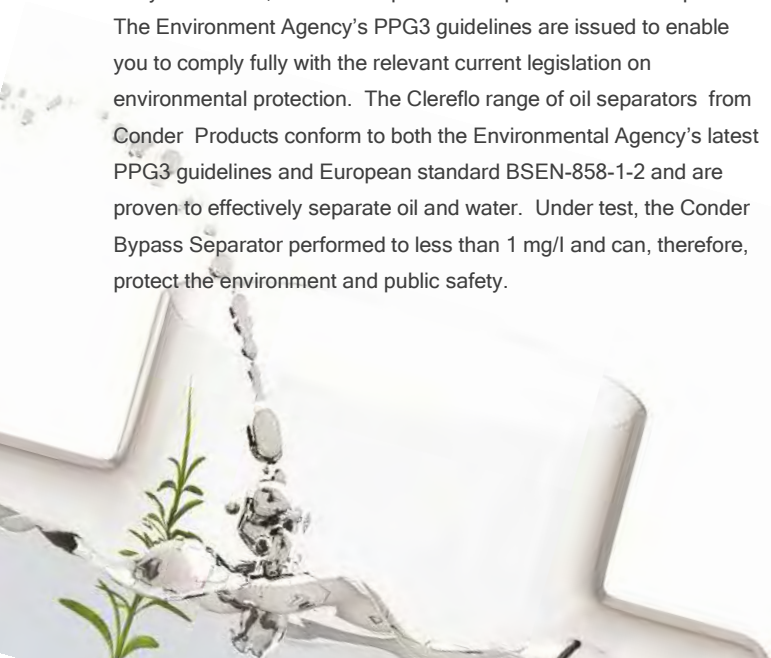 The Environment Agency’s PPG3 guidelines are issued to enable
you to comply fully with the relevant current legislation on
environmental protection. The Clereflo range of oil separators from
Conder Products conform to both the Environmental Agency’s latest
PPG3 guidelines and European standard BSEN-858-1-2 and are
proven to effectively separate oil and water. Under test, the Conder
Bypass Separator performed to less than 1 mg/l and can, therefore,
protect the environment and public safety.